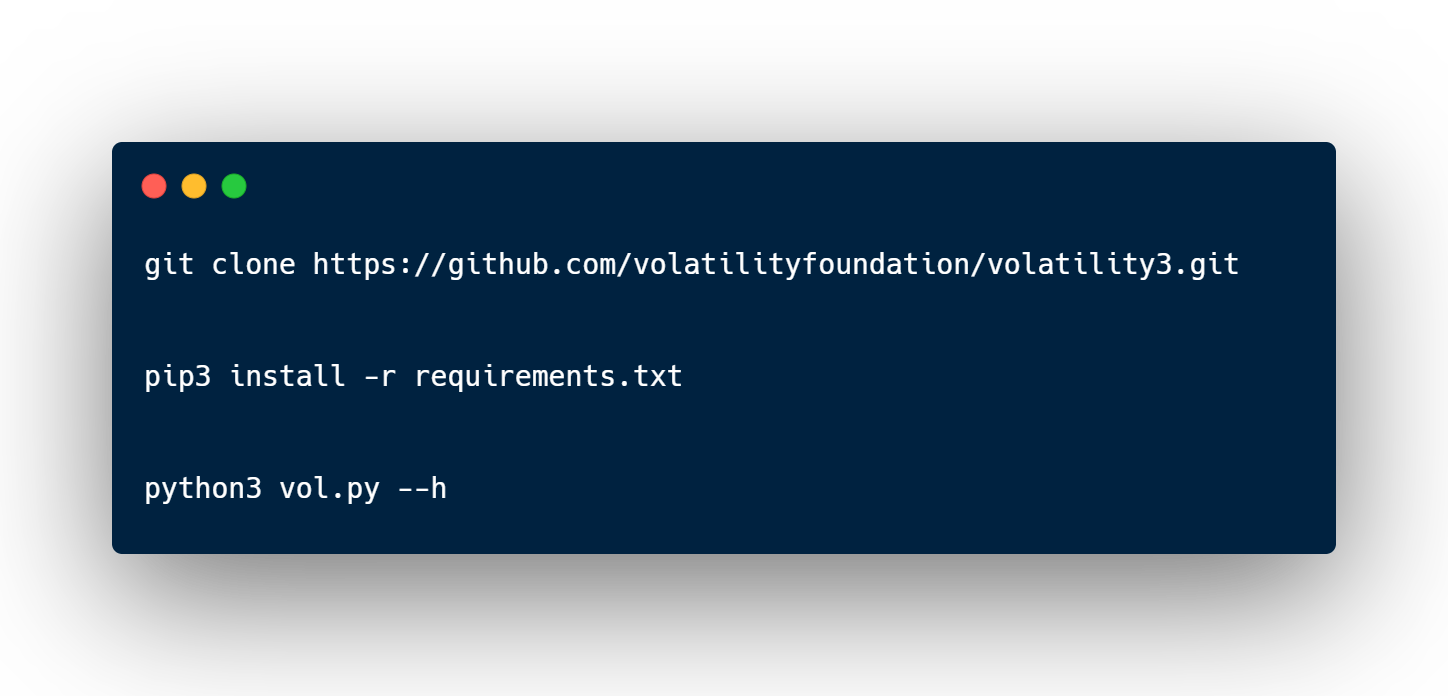 git clone https://github.com/volatilityfoundation/volatility3.git
pip3 install -r requirements.txt
python3 vol.py --h